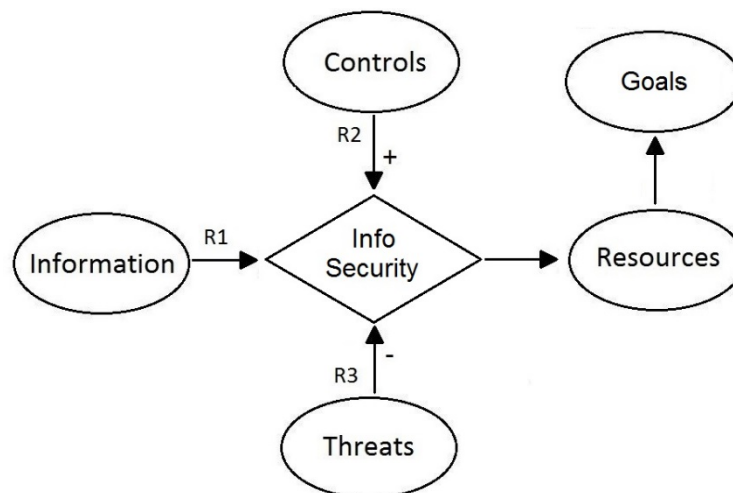 Controls
Goals
R2
+
R1
Information
Info
Security
Resources
-
R3
Threats